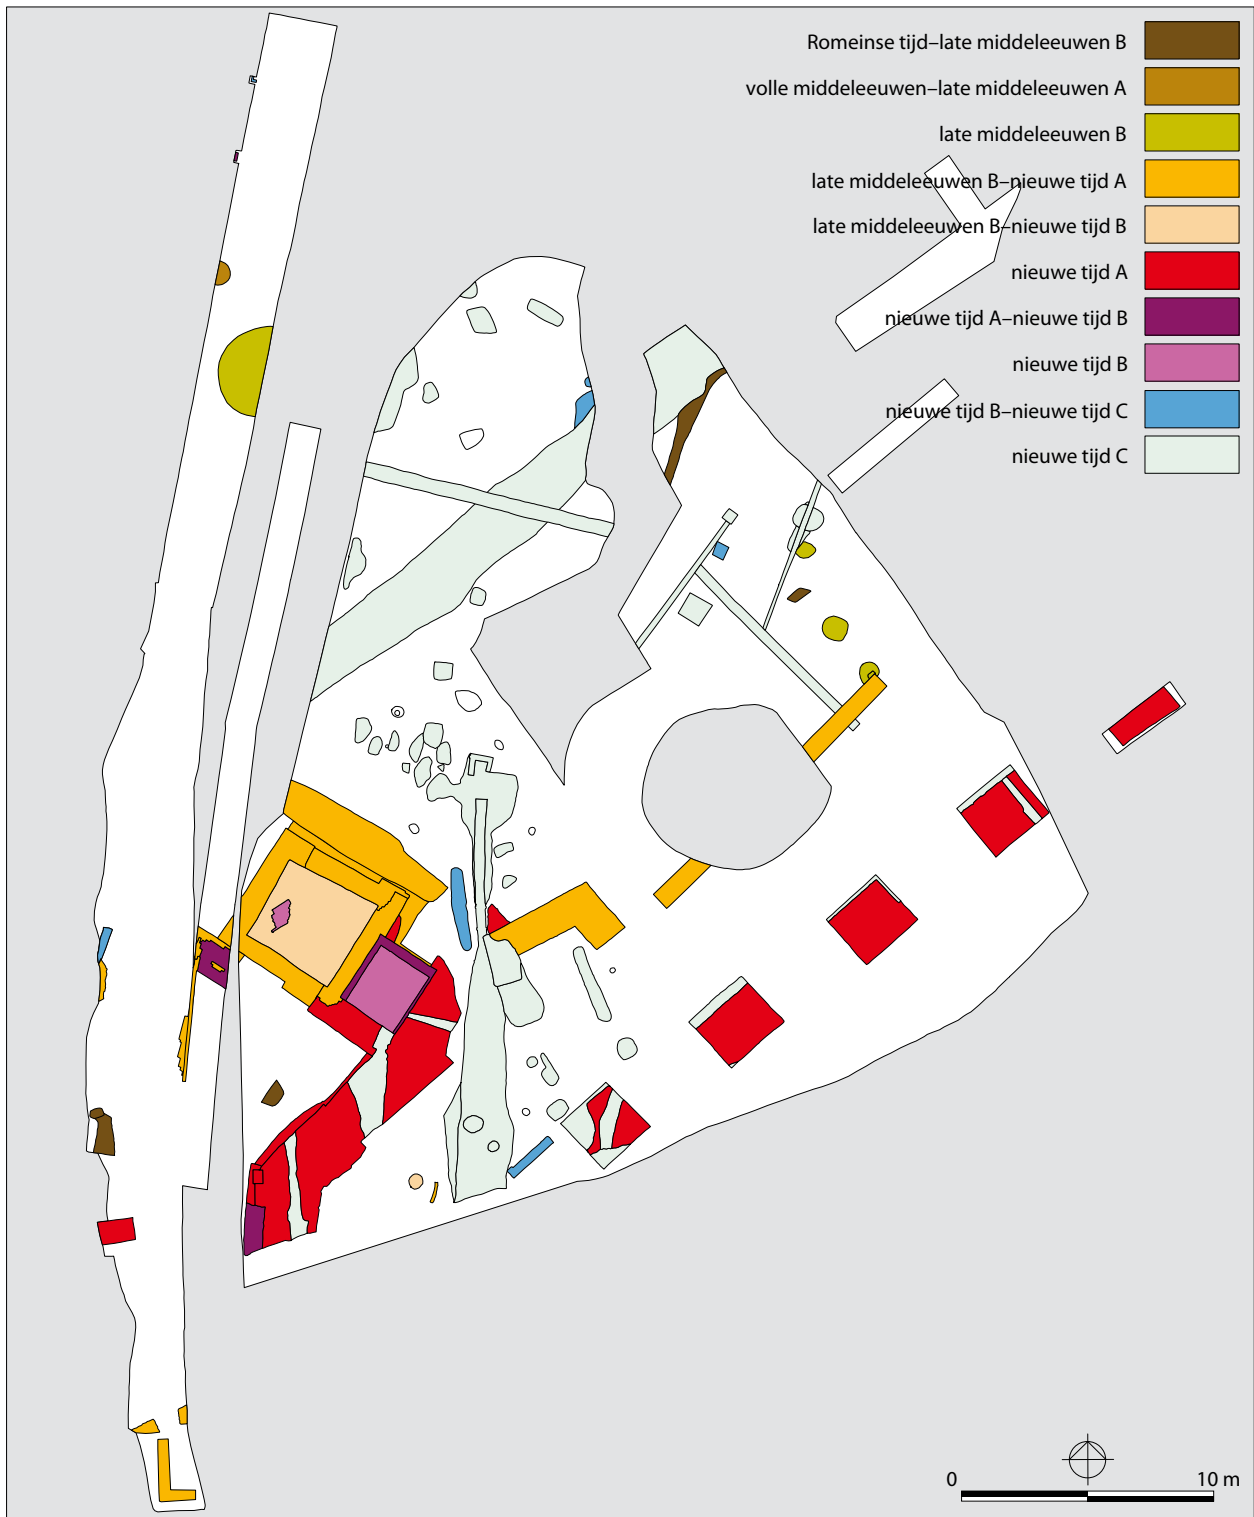 Romeinse tijd–late middeleeuwen B
volle middeleeuwen–late middeleeuwen A
late middeleeuwen B
late middeleeuwen B–nieuwe tijd A
late middeleeuwen B–nieuwe tijd B
nieuwe tijd A
nieuwe tijd A–nieuwe tijd B
nieuwe tijd B
nieuwe tijd B–nieuwe tijd C
nieuwe tijd C
0 10 m